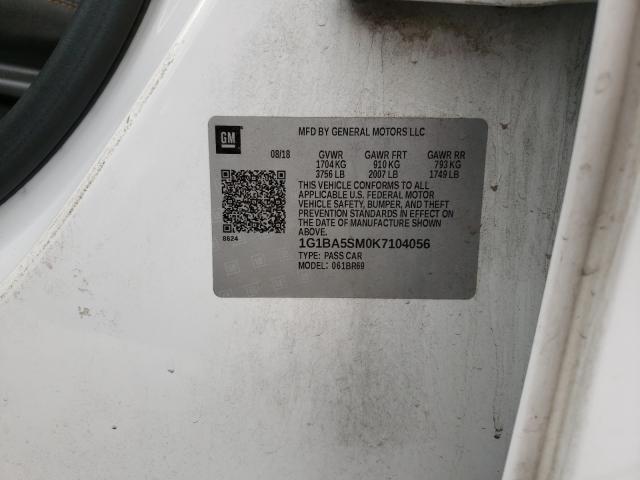 GM
MFD BY GENERAL MOTORS LLC
08/18 GVWR GAWR FRT GAWR RR
1704 KG 910 KG 793 KG
3756 LB 2007 LB 1749 LB
THIS VEHICLE CONFORMS TO ALL
APPLICABLE U.S. FEDERAL MOTOR
VEHICLE SAFETY, BUMPER, AND THEFT
PREVENTION STANDARDS IN EFFECT ON
THE DATE OF MANUFACTURE SHOWN
ABOVE.
8624
1G1BA5SM0K7104056
TYPE: PASS CAR
MODEL: 061BR69